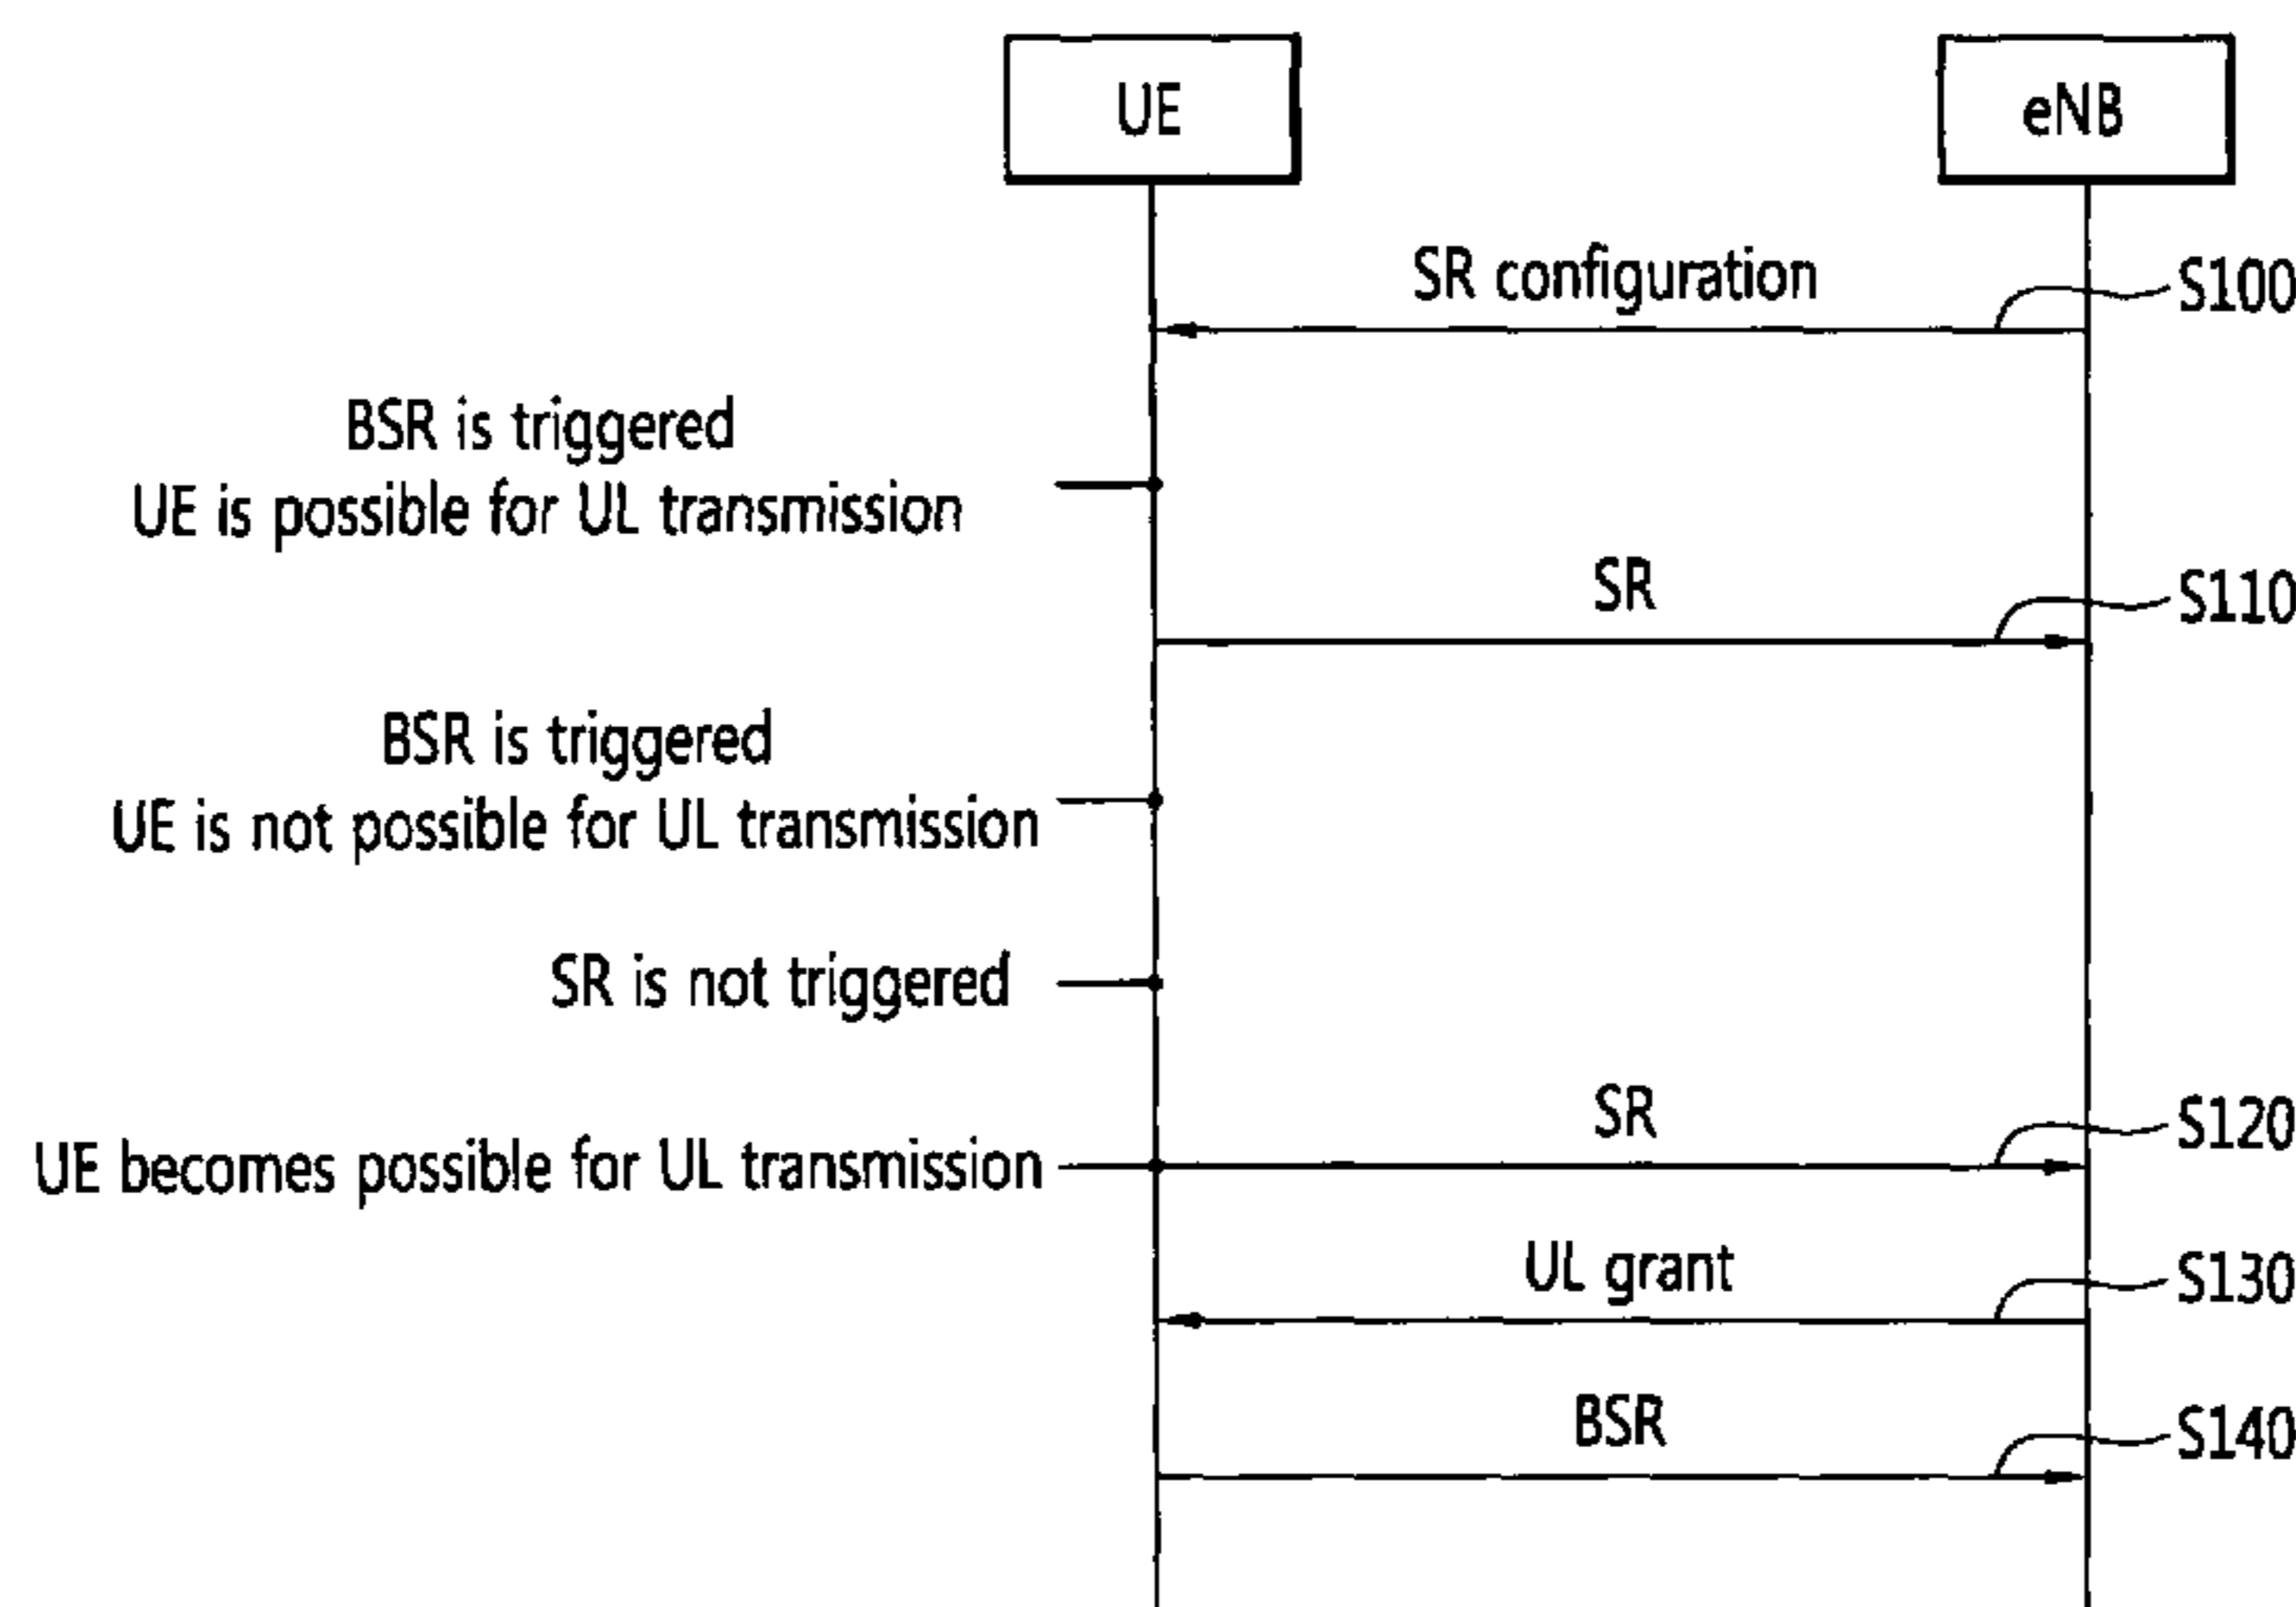 UE
eNB
SR configuration
S100
BSR is triggered
UE is possible for UL transmission
SR
S110
BSR is triggered
UE is not possible for UL transmission
SR is not triggered
SR
S120
UE becomes possible for UL transmission
UL grant
S130
BSR
S140